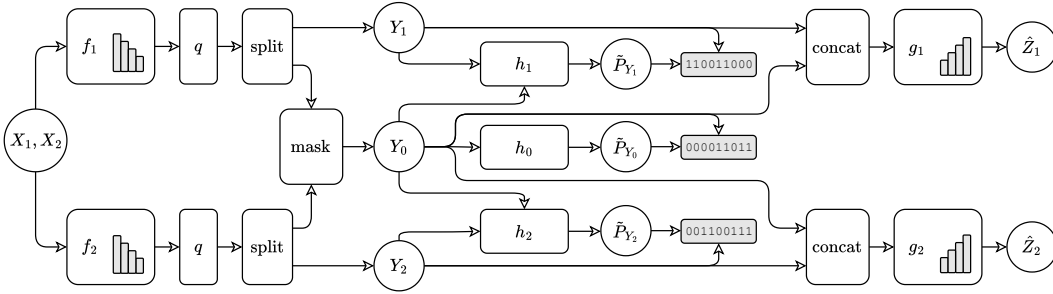 f₁
q
split
Y₁
h₁
P̃_{Y₁}
110011000
concat
g₁
Ẑ₁
X₁, X₂
mask
Y₀
h₀
P̃_{Y₀}
000011011
f₂
q
split
Y₂
h₂
P̃_{Y₂}
001100111
concat
g₂
Ẑ₂